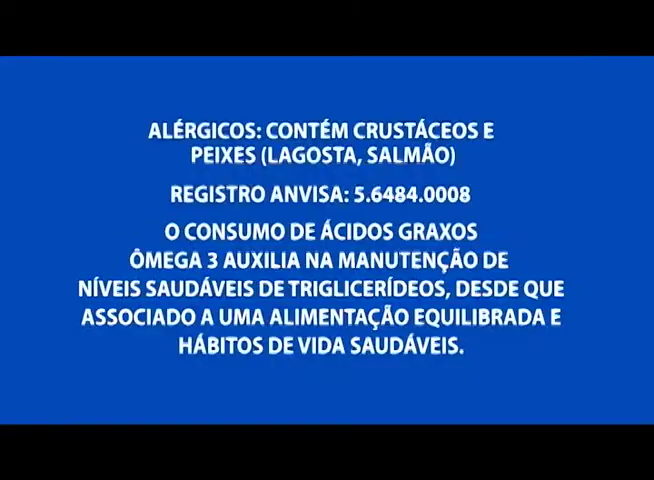 ALÉRGICOS: CONTÉM CRUSTÁCEOS E
PEIXES (LAGOSTA, SALMÃO)
REGISTRO ANVISA: 5.6484.0008
O CONSUMO DE ÁCIDOS GRAXOS
ÔMEGA 3 AUXILIA NA MANUTENÇÃO DE
NÍVEIS SAUDÁVEIS DE TRIGLICERÍDEOS, DESDE QUE
ASSOCIADO A UMA ALIMENTAÇÃO EQUILIBRADA E
HÁBITOS DE VIDA SAUDÁVEIS.